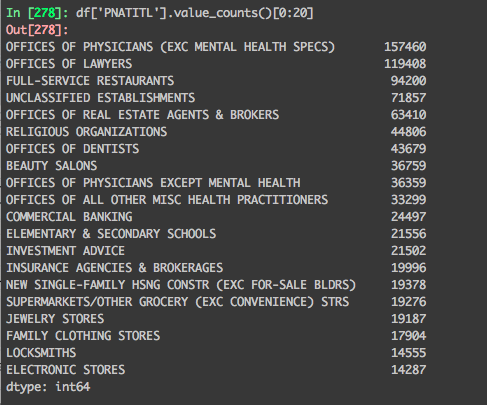 In [278]: df['PNATITL'].value_counts()[0:20]
Out[278]:
OFFICES OF PHYSICIANS (EXC MENTAL HEALTH SPECS) 157460
OFFICES OF LAWYERS 119408
FULL-SERVICE RESTAURANTS 94200
UNCLASSIFIED ESTABLISHMENTS 71857
OFFICES OF REAL ESTATE AGENTS & BROKERS 63410
RELIGIOUS ORGANIZATIONS 44806
OFFICES OF DENTISTS 43679
BEAUTY SALONS 36759
OFFICES OF PHYSICIANS EXCEPT MENTAL HEALTH 36359
OFFICES OF ALL OTHER MISC HEALTH PRACTITIONERS 33299
COMMERCIAL BANKING 24497
ELEMENTARY & SECONDARY SCHOOLS 21556
INVESTMENT ADVICE 21502
INSURANCE AGENCIES & BROKERAGES 19996
NEW SINGLE-FAMILY HSNG CONSTR (EXC FOR-SALE BLDRS) 19378
SUPERMARKETS/OTHER GROCERY (EXC CONVENIENCE) STRS 19276
JEWELRY STORES 19187
FAMILY CLOTHING STORES 17904
LOCKSMITHS 14555
ELECTRONIC STORES 14287
dtype: int64